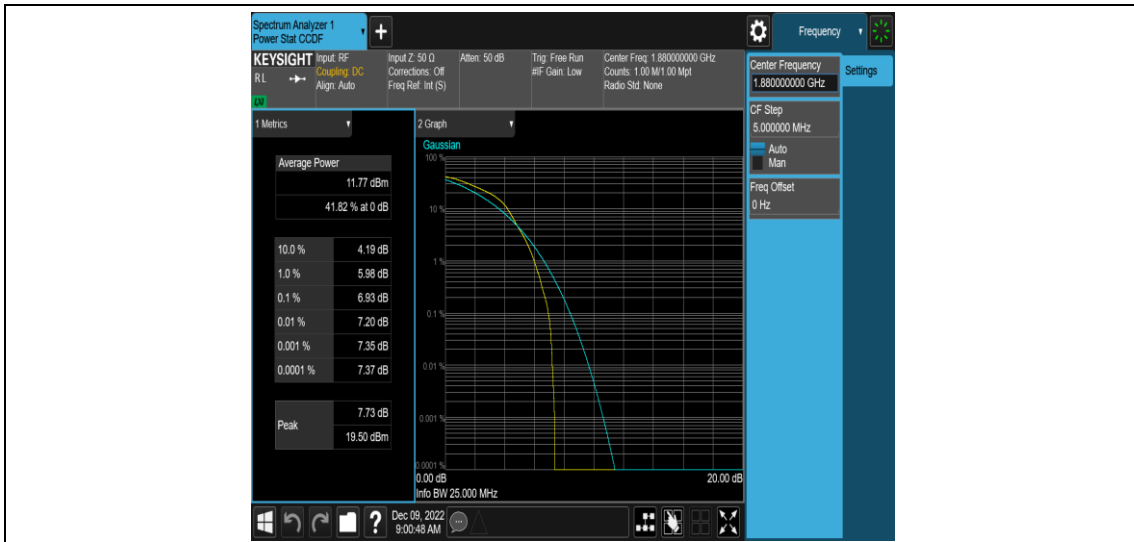 Spectrum Analyzer 1
Power Stat CCDF
+
Frequency
KEYSIGHT
RL
LXI
Input: RF
Coupling: DC
Align: Auto
Input Z: 50 Ω
Corrections: Off
Freq Ref: Int (S)
Atten: 50 dB
Trig: Free Run
#IF Gain: Low
Center Freq: 1.880000000 GHz
Counts: 1.00 M/1.00 Mpt
Radio Std: None
Center Frequency
1.880000000 GHz
Settings
CF Step
5.000000 MHz
Auto
Man
Freq Offset
0 Hz
1 Metrics
Average Power
11.77 dBm
41.82 % at 0 dB
10.0 % 4.19 dB
1.0 % 5.98 dB
0.1 % 6.93 dB
0.01 % 7.20 dB
0.001 % 7.35 dB
0.0001 % 7.37 dB
Peak
7.73 dB
19.50 dBm
2 Graph
Gaussian
100 %
10 %
1 %
0.1 %
0.01 %
0.001 %
0.0001 %
0.00 dB 20.00 dB
Info BW 25.000 MHz
?
Dec 09, 2022
9:00:48 AM